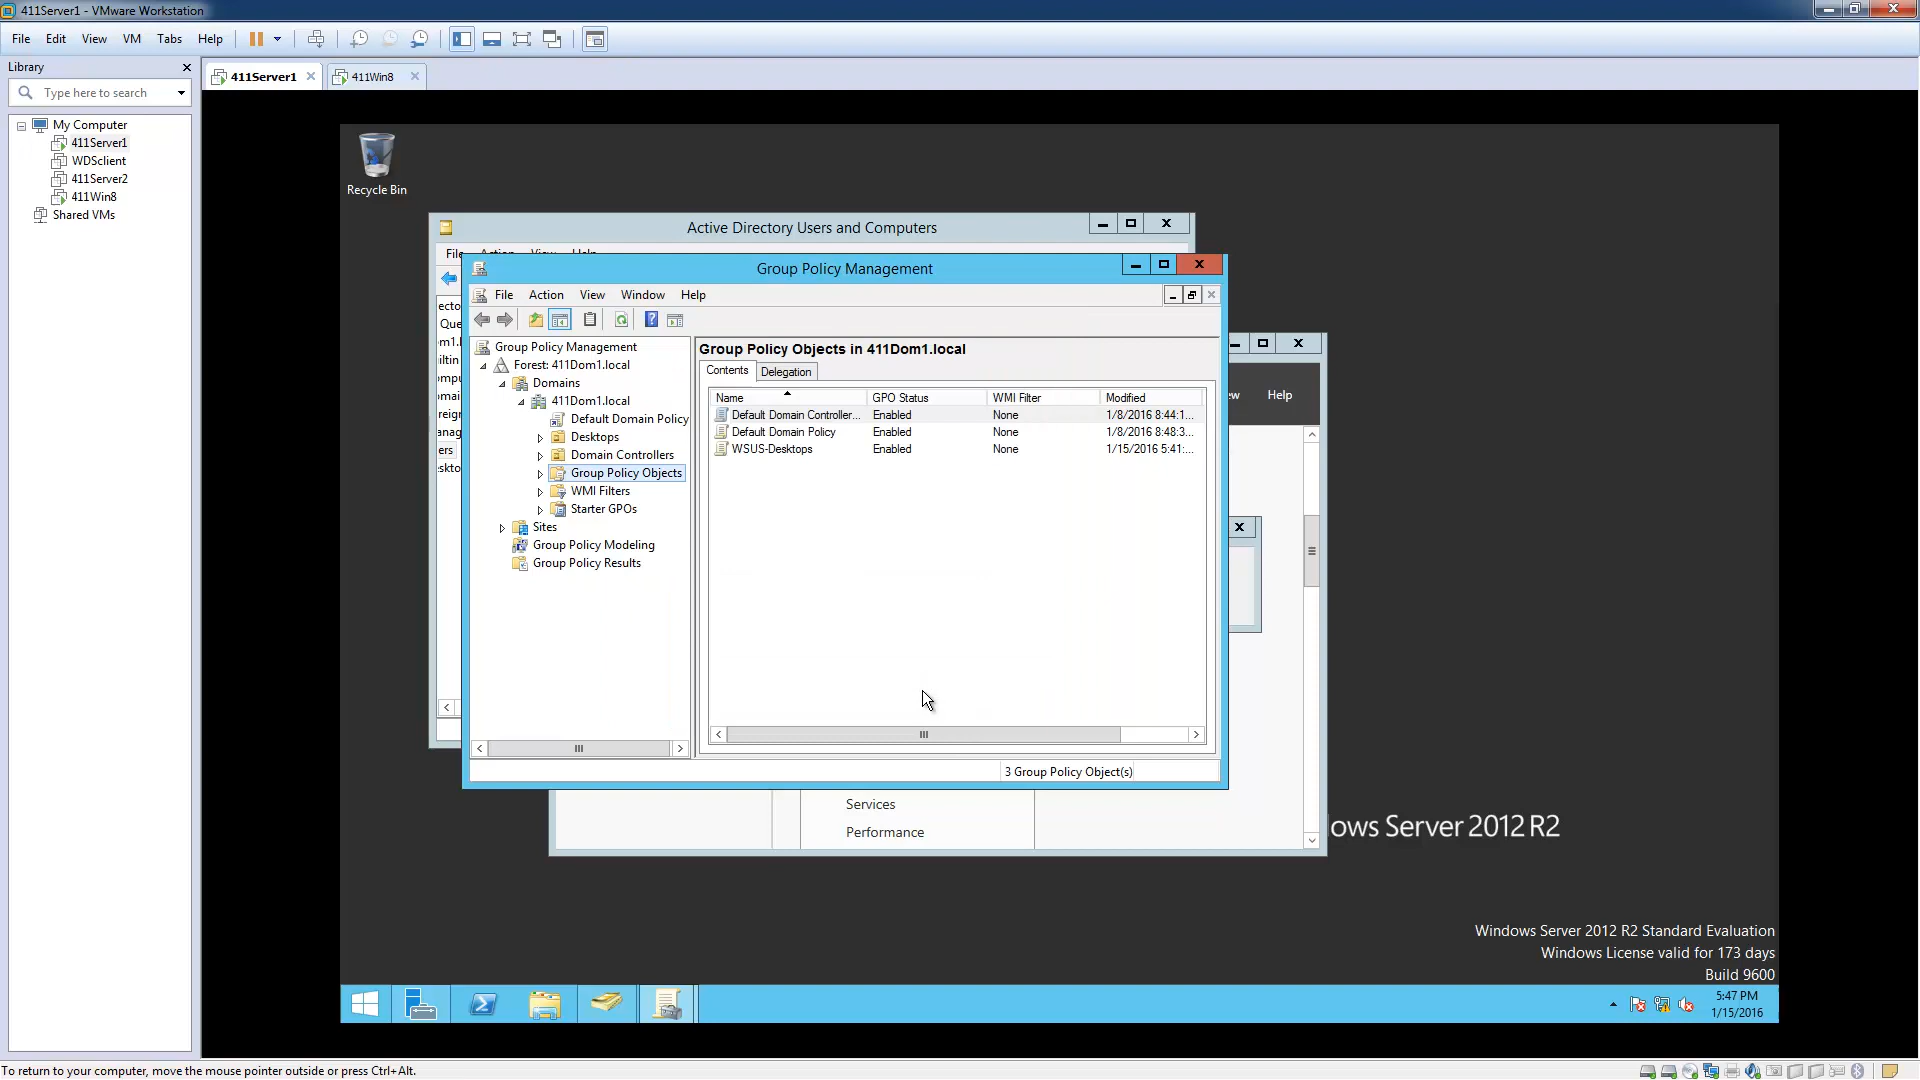 411Server1 - VMware Workstation
File Edit View VM Tabs Help
Library
Type here to search
My Computer
411Server1
WDSclient
411Server2
411Win8
Shared VMs
411Server1
411Win8
Recycle Bin
Active Directory Users and Computers
File Action View Help
Group Policy Management
File Action View Window Help
Group Policy Management
Forest: 411Dom1.local
Domains
411Dom1.local
Default Domain Policy
Desktops
Domain Controllers
Group Policy Objects
WMI Filters
Starter GPOs
Sites
Group Policy Modeling
Group Policy Results
Group Policy Objects in 411Dom1.local
Contents Delegation
Name GPO Status WMI Filter Modified
Default Domain Controller... Enabled None 1/8/2016 8:44:1...
Default Domain Policy Enabled None 1/8/2016 8:48:3...
WSUS-Desktops Enabled None 1/15/2016 5:41:...
3 Group Policy Object(s)
Help
Services
Performance
dows Server 2012 R2
Windows Server 2012 R2 Standard Evaluation
Windows License valid for 173 days
Build 9600
5:47 PM
1/15/2016
To return to your computer, move the mouse pointer outside or press Ctrl+Alt.